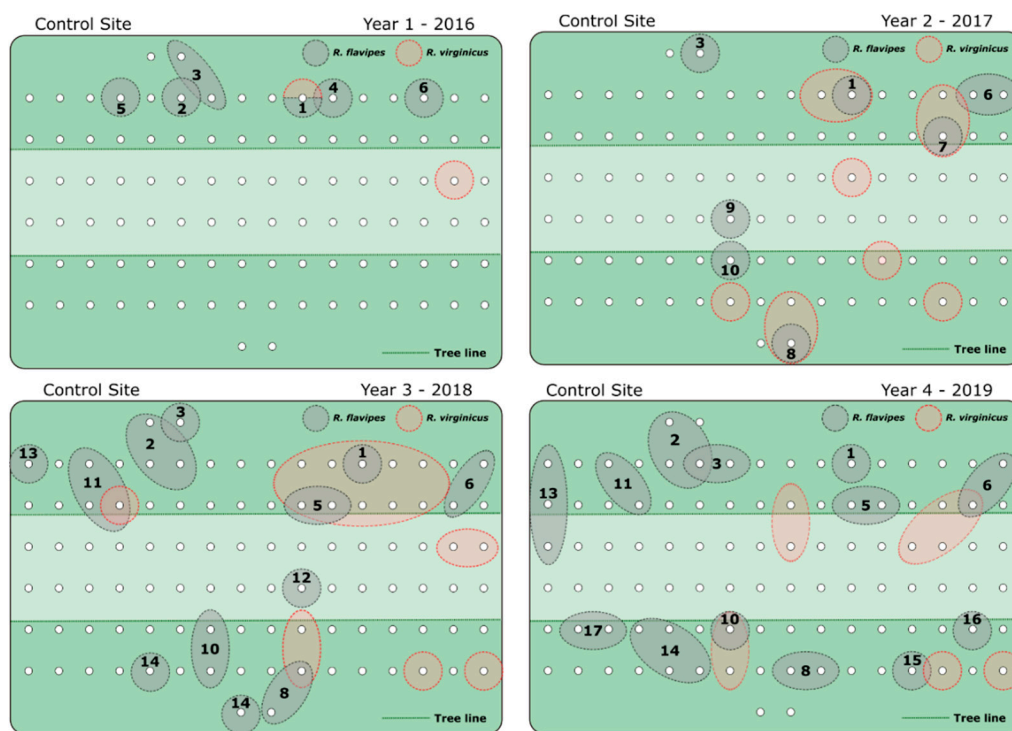 Control Site Year 1 - 2016
R. flavipes R. virginicus
3
5 2 1 4 6
Tree line
Control Site Year 2 - 2017
3 R. flavipes R. virginicus
1 6
7
9
10
8
Tree line
Control Site Year 3 - 2018
3 R. flavipes R. virginicus
2
13 1
11 6
5
12
10
14
8
14
Tree line
Control Site Year 4 - 2019
R. flavipes R. virginicus
2
3 1
11 6
13
5
10 16
17
14
8 15
Tree line